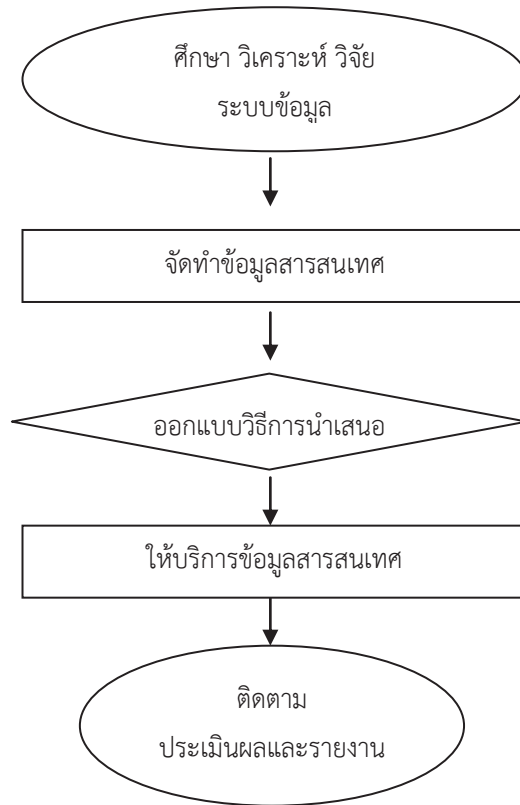 ศึกษา วิเคราะห์ วิจัย
ระบบข้อมูล
จัดทำข้อมูลสารสนเทศ
ออกแบบวิธีการนำเสนอ
ให้บริการข้อมูลสารสนเทศ
ติดตาม
ประเมินผลและรายงาน